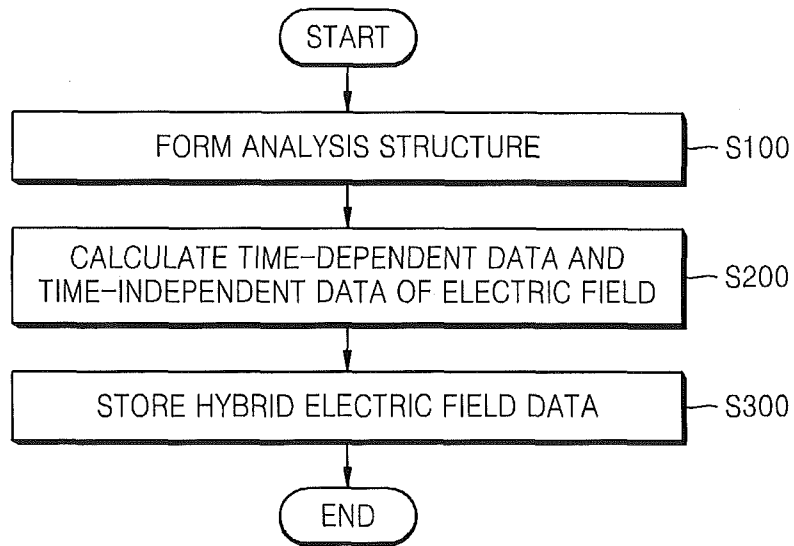 START
FORM ANALYSIS STRUCTURE
S100
CALCULATE TIME-DEPENDENT DATA AND
TIME-INDEPENDENT DATA OF ELECTRIC FIELD
S200
STORE HYBRID ELECTRIC FIELD DATA
S300
END